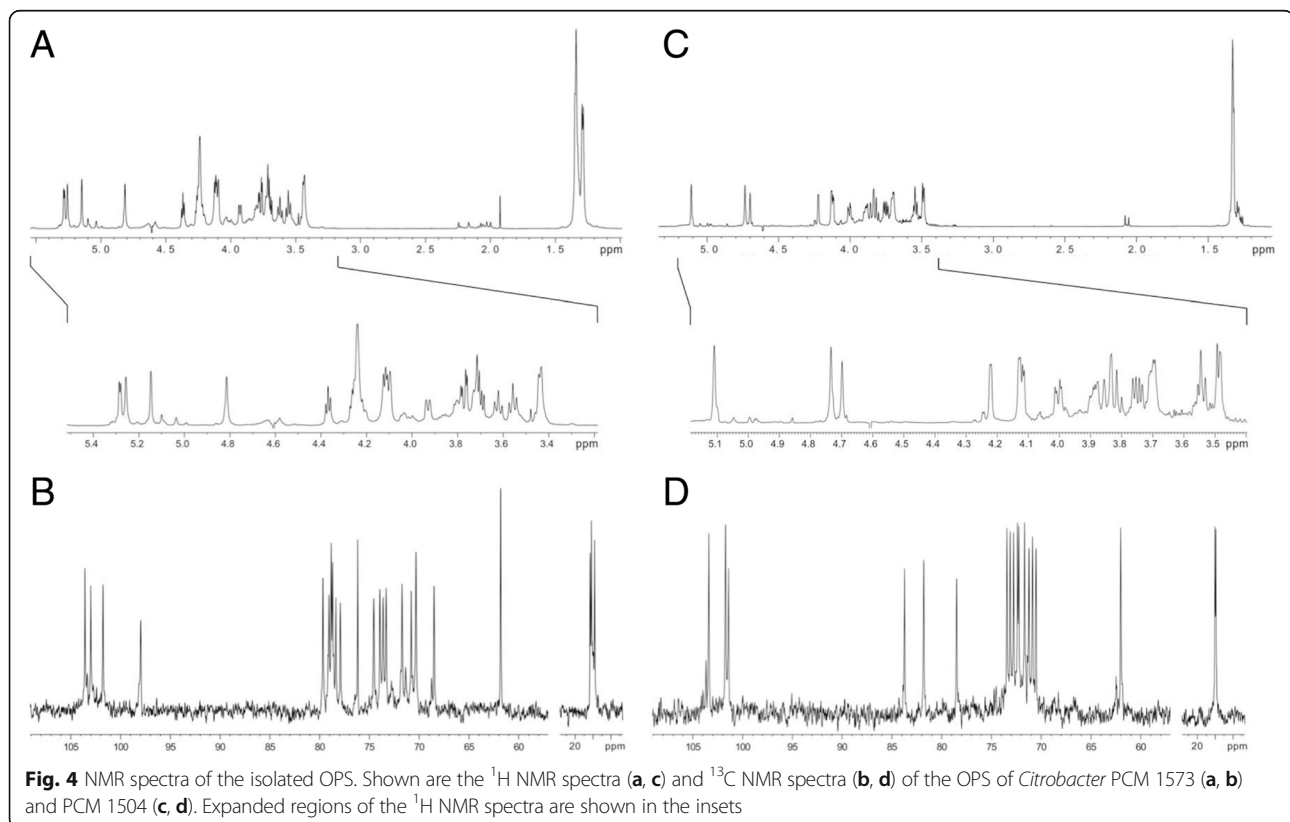 A
5.0 4.5 4.0 3.5 3.0 2.5 2.0 1.5 ppm
ppm
5.4 5.2 5.0 4.8 4.6 4.4 4.2 4.0 3.8 3.6 3.4
C
5.0 4.5 4.0 3.5 3.0 2.5 2.0 1.5 ppm
ppm
5.1 5.0 4.9 4.8 4.7 4.6 4.5 4.4 4.3 4.2 4.1 4.0 3.9 3.8 3.7 3.6 3.5
B
105 100 95 90 85 80 75 70 65 60 20 ppm
D
105 100 95 90 85 80 75 70 65 60 20 ppm
Fig. 4 NMR spectra of the isolated OPS. Shown are the ¹H NMR spectra (a, c) and ¹³C NMR spectra (b, d) of the OPS of Citrobacter PCM 1573 (a, b)
and PCM 1504 (c, d). Expanded regions of the ¹H NMR spectra are shown in the insets